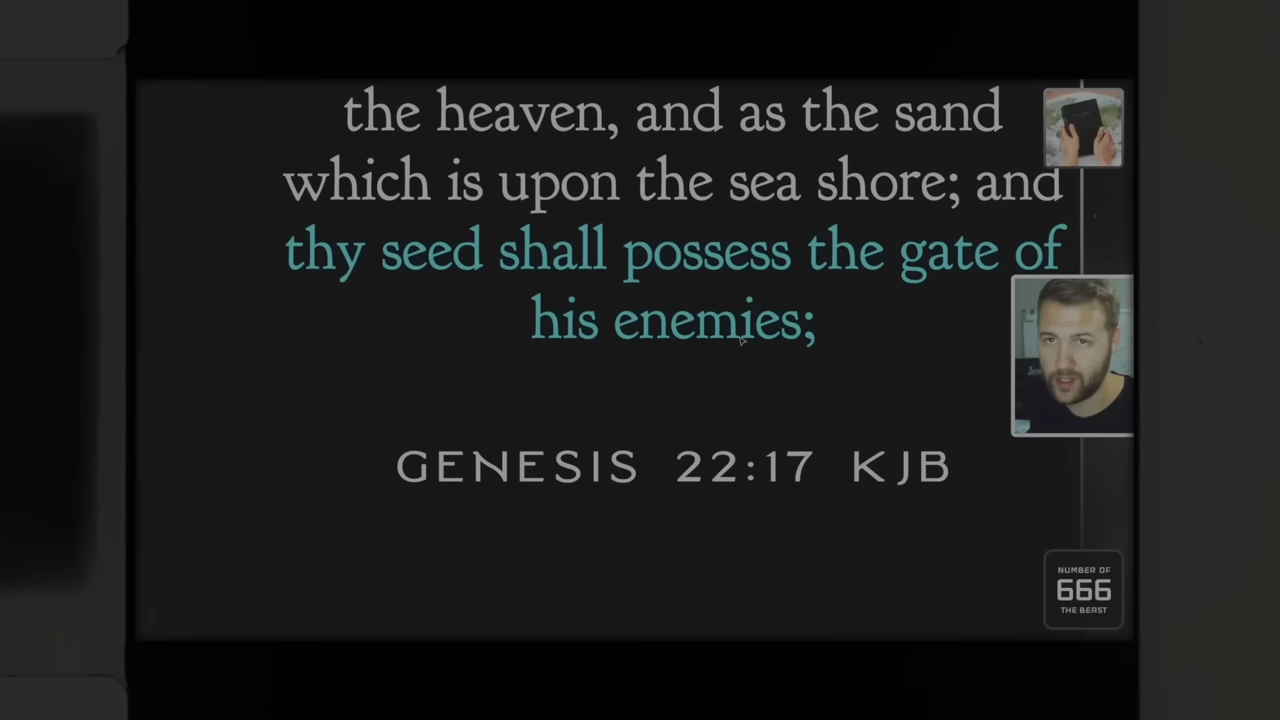 the heaven, and as the sand
which is upon the sea shore; and
thy seed shall possess the gate of
his enemies;
GENESIS 22:17 KJB
NUMBER OF
666
THE BEAST